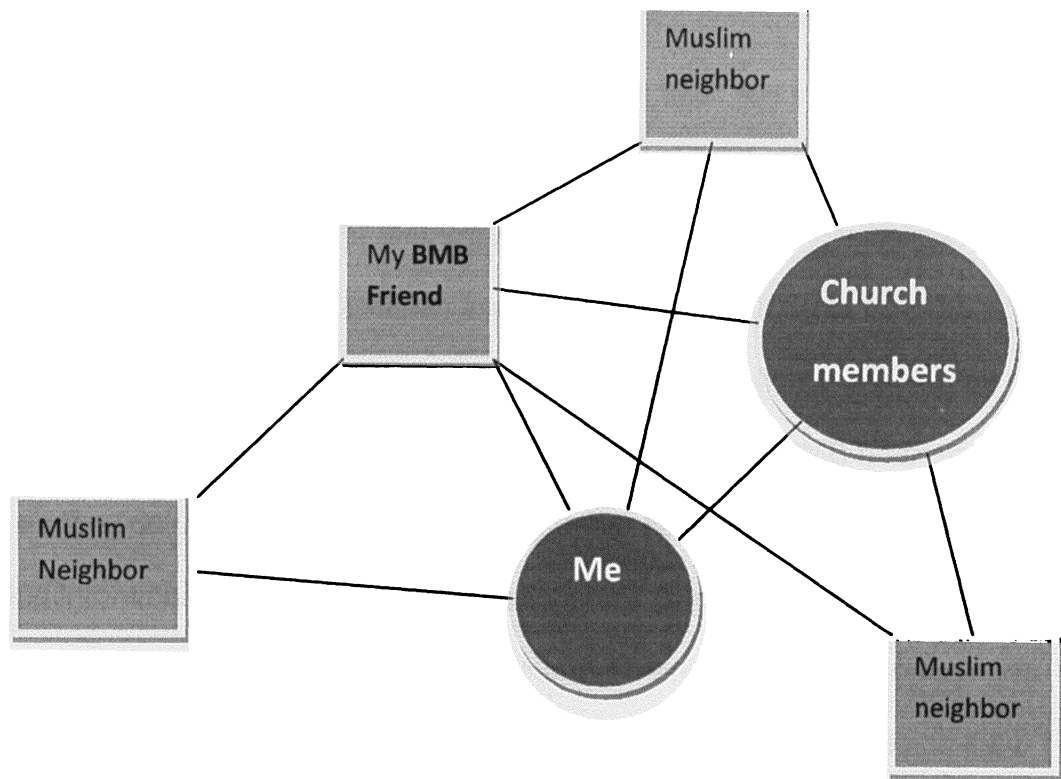 Muslim
neighbor
My BMB
Friend
Church
members
Muslim
Neighbor
Me
Muslim
neighbor